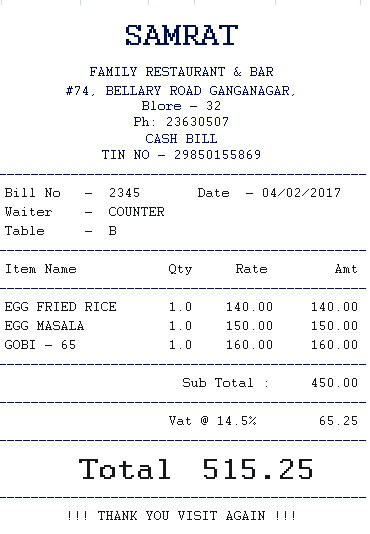 SAMRAT
FAMILY RESTAURANT & BAR
#74, BELLARY ROAD GANGANAGAR,
Blore - 32
Ph: 23630507
CASH BILL
TIN NO - 29850155869
Bill No - 2345 Date - 04/02/2017
Waiter - COUNTER
Table - B
Item Name Qty Rate Amt
EGG FRIED RICE 1.0 140.00 140.00
EGG MASALA 1.0 150.00 150.00
GOBI - 65 1.0 160.00 160.00
Sub Total : 450.00
Vat @ 14.5% 65.25
Total 515.25
!!! THANK YOU VISIT AGAIN !!!